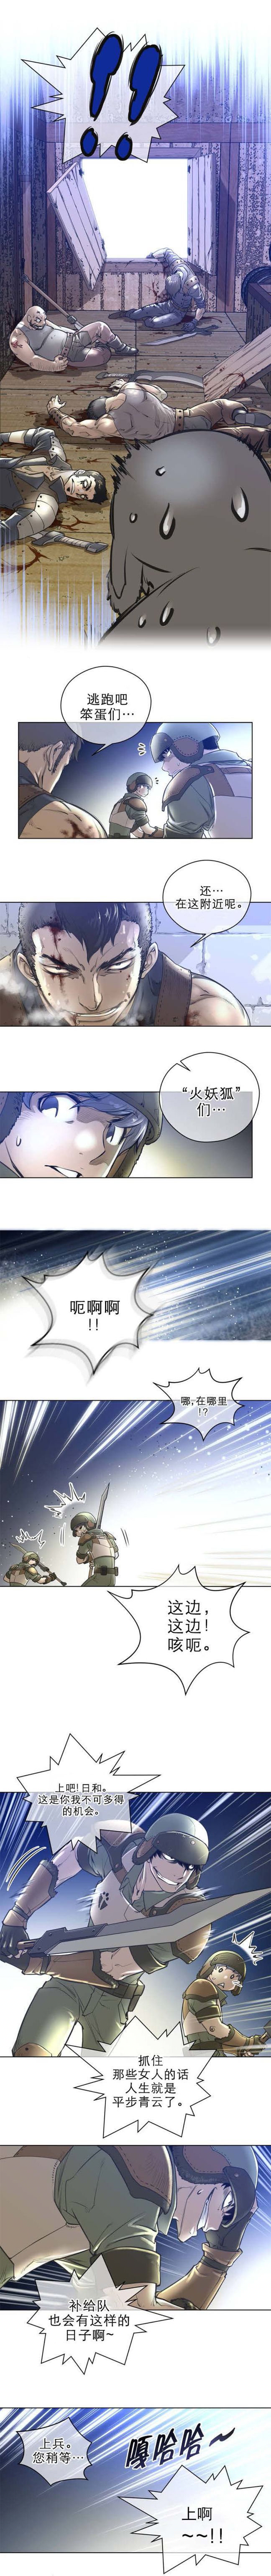 !!
逃跑吧
笨蛋们…
还…
在这附近呢。
“火妖狐”
们…
呃啊啊
!!
哪,在哪里
!?
这边，
这边!
咳呃。
上吧!日和。
这是你我不可多得
的机会。
抓住
那些女人的话
人生就是
平步青云了。
补给队
也会有这样的
日子啊~
上兵。
您稍等…
嘎哈哈~
上啊
~~!!